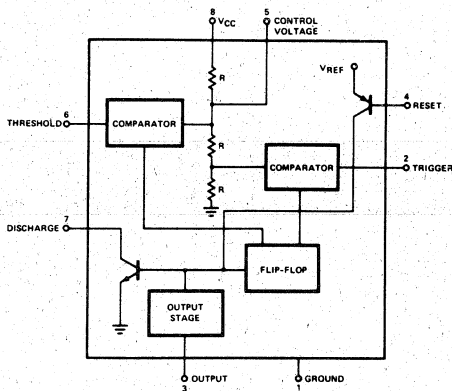 8 VCC
5 CONTROL
VOLTAGE
R
VREF
4
RESET
6
THRESHOLD
COMPARATOR
R
COMPARATOR
2
TRIGGER
R
7
DISCHARGE
FLIP-FLOP
OUTPUT
STAGE
OUTPUT
3
GROUND
1